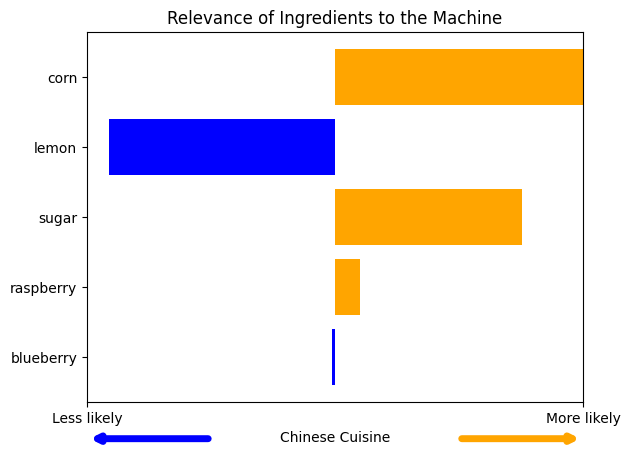 Relevance of Ingredients to the Machine
corn
lemon
sugar
raspberry
blueberry
Less likely
More likely
Chinese Cuisine